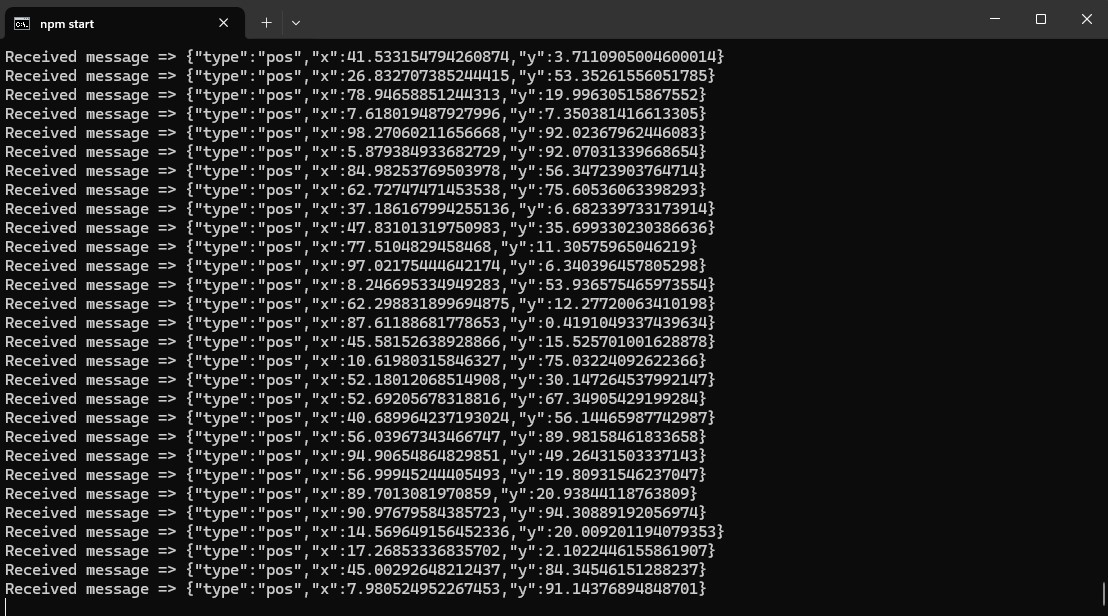 npm start
Received message => {"type":"pos","x":41.533154794260874,"y":3.7110905004600014}
Received message => {"type":"pos","x":26.832707385244415,"y":53.35261556051785}
Received message => {"type":"pos","x":78.94658851244313,"y":19.99630515867552}
Received message => {"type":"pos","x":7.618019487927996,"y":7.350381416613305}
Received message => {"type":"pos","x":98.27060211656668,"y":92.02367962446083}
Received message => {"type":"pos","x":5.879384933682729,"y":92.07031339668654}
Received message => {"type":"pos","x":84.98253769503978,"y":56.34723903764714}
Received message => {"type":"pos","x":62.72747471453538,"y":75.60536063398293}
Received message => {"type":"pos","x":37.186167994255136,"y":6.682339733173914}
Received message => {"type":"pos","x":47.83101319750983,"y":35.699330230386636}
Received message => {"type":"pos","x":77.5104829458468,"y":11.30575965046219}
Received message => {"type":"pos","x":97.02175444642174,"y":6.340396457805298}
Received message => {"type":"pos","x":8.246695334949283,"y":53.936575465973554}
Received message => {"type":"pos","x":62.298831899694875,"y":12.27720063410198}
Received message => {"type":"pos","x":87.61188681778653,"y":0.4191049337439634}
Received message => {"type":"pos","x":45.58152638928866,"y":15.525701001628878}
Received message => {"type":"pos","x":10.61980315846327,"y":75.03224092622366}
Received message => {"type":"pos","x":52.18012068514908,"y":30.147264537992147}
Received message => {"type":"pos","x":52.69205678318816,"y":67.34905429199284}
Received message => {"type":"pos","x":40.689964237193024,"y":56.14465987742987}
Received message => {"type":"pos","x":56.03967343466747,"y":89.98158461833658}
Received message => {"type":"pos","x":94.90654864829851,"y":49.26431503337143}
Received message => {"type":"pos","x":56.99945244405493,"y":19.80931546237047}
Received message => {"type":"pos","x":89.7013081970859,"y":20.93844118763809}
Received message => {"type":"pos","x":90.97679584385723,"y":94.30889192056974}
Received message => {"type":"pos","x":14.569649156452336,"y":20.009201194079353}
Received message => {"type":"pos","x":17.26853336835702,"y":2.1022446155861907}
Received message => {"type":"pos","x":45.00292648212437,"y":84.34546151288237}
Received message => {"type":"pos","x":7.980524952267453,"y":91.14376894848701}